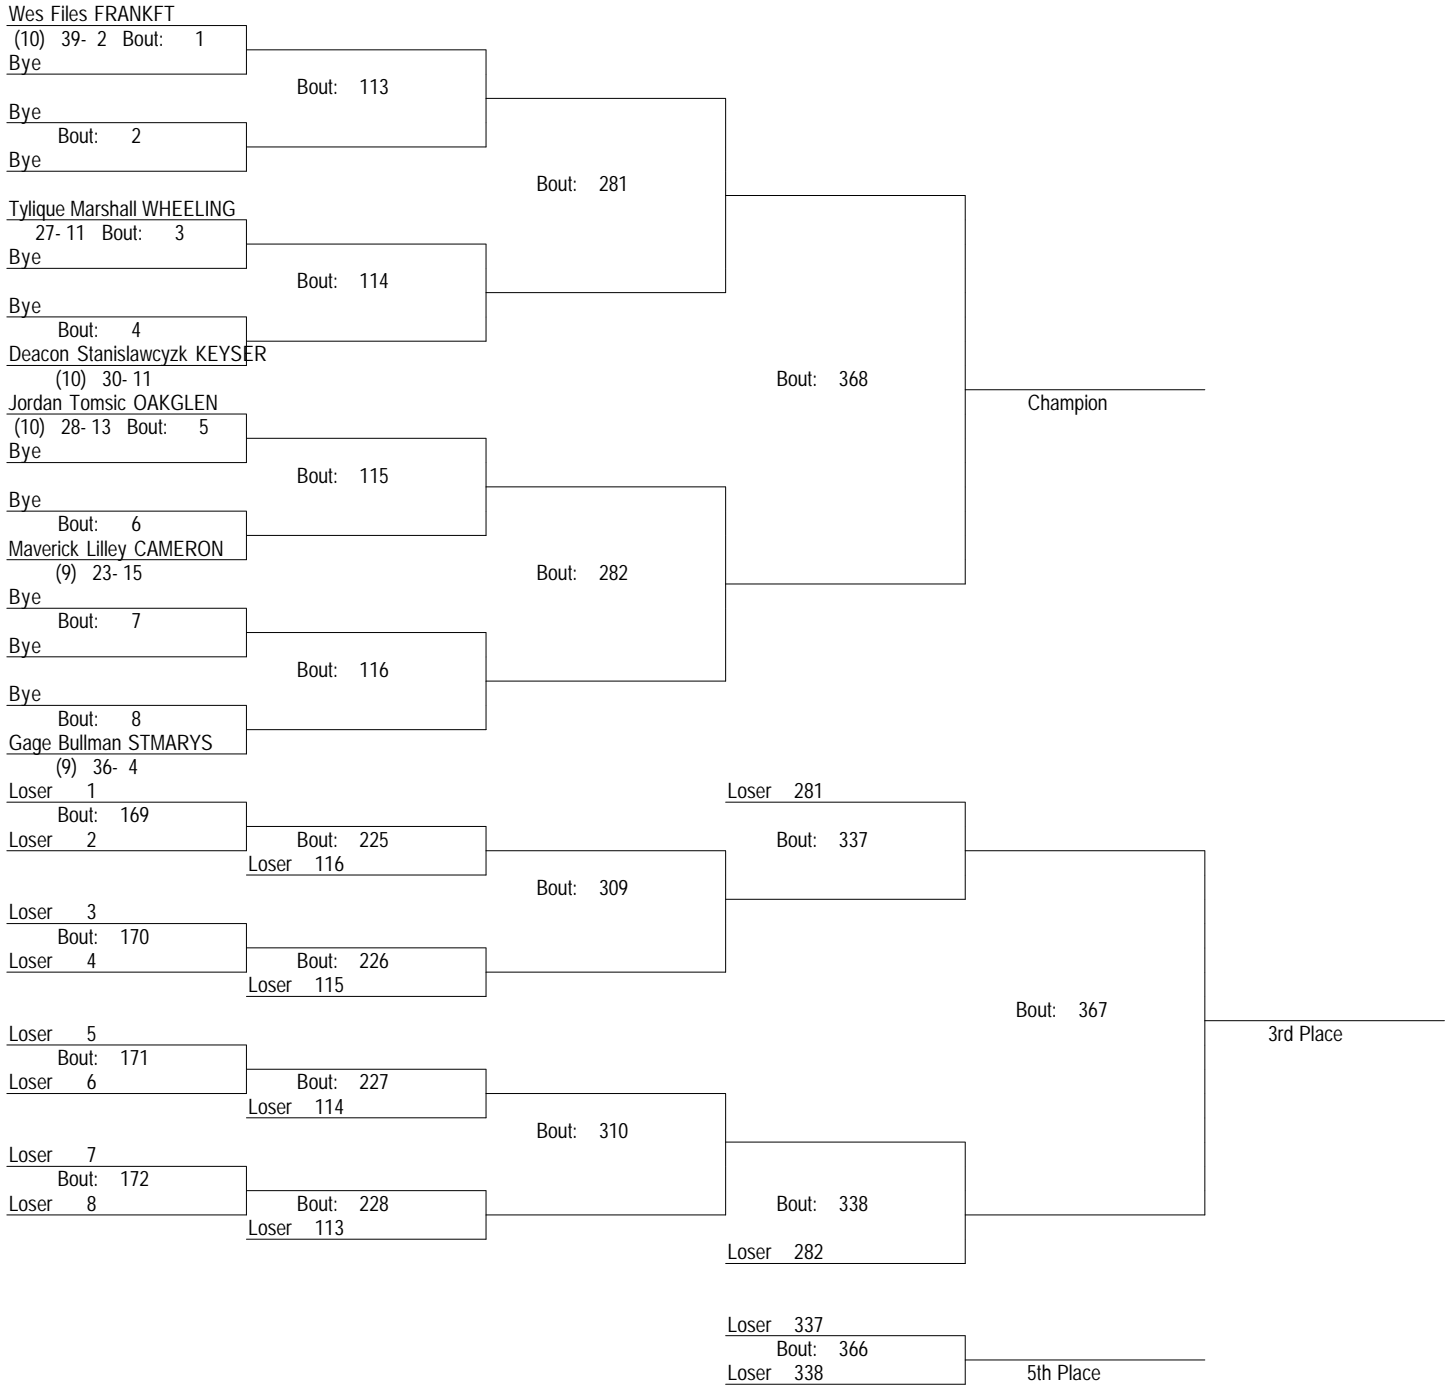 Wes Files FRANKFT
(10) 39- 2 Bout: 1
Bye
Bout: 113
Bye
Bout: 2
Bye
Bout: 281
Tylique Marshall WHEELING
27- 11 Bout: 3
Bye
Bout: 114
Bye
Bout: 4
Deacon Stanislawcyzk KEYSER
(10) 30- 11
Bout: 368
Champion
Jordan Tomsic OAKGLEN
(10) 28- 13 Bout: 5
Bye
Bout: 115
Bye
Bout: 6
Maverick Lilley CAMERON
(9) 23- 15
Bout: 282
Bye
Bout: 7
Bye
Bout: 116
Bye
Bout: 8
Gage Bullman STMARYS
(9) 36- 4
Loser 1
Bout: 169
Loser 2
Bout: 225
Loser 116
Bout: 309
Loser 281
Bout: 337
Loser 3
Bout: 170
Loser 4
Bout: 226
Loser 115
Bout: 367
3rd Place
Loser 5
Bout: 171
Loser 6
Bout: 227
Loser 114
Bout: 310
Loser 7
Bout: 172
Loser 8
Bout: 228
Loser 113
Bout: 338
Loser 282
Loser 337
Bout: 366
Loser 338
5th Place